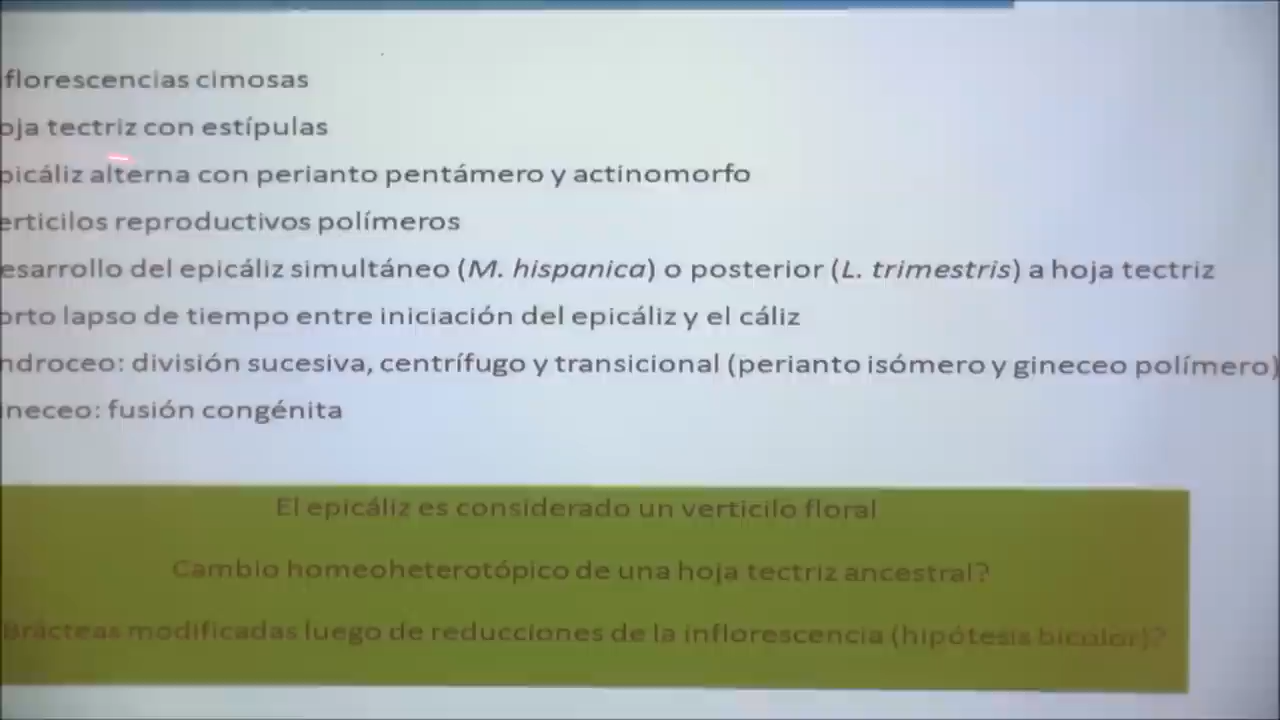 nflorescencias cimosas
oja tectriz con estípulas
picáliz alterna con perianto pentámero y actinomorfo
erticilos reproductivos polímeros
esarrollo del epicáliz simultáneo (M. hispanica) o posterior (L. trimestris) a hoja tectriz
orto lapso de tiempo entre iniciación del epicáliz y el cáliz
ndroceo: división sucesiva, centrífugo y transicional (perianto isómero y gineceo polímero)
ineceo: fusión congénita
El epicáliz es considerado un verticilo floral
Cambio homeoheterotópico de una hoja tectriz ancestral?
Brácteas modificadas luego de reducciones de la inflorescencia (hipótesis bicolor)?